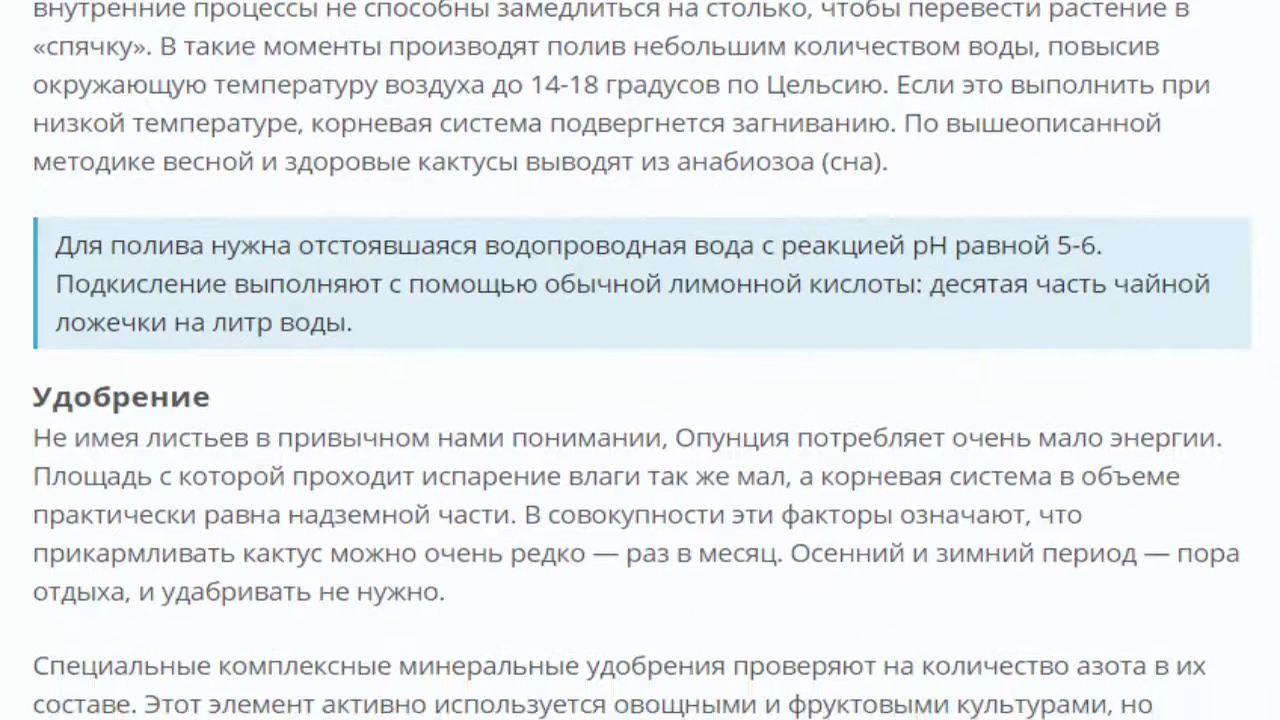 внутренние процессы не способны замедлиться на столько, чтобы перевести растение в
«спячку». В такие моменты производят полив небольшим количеством воды, повысив
окружающую температуру воздуха до 14-18 градусов по Цельсию. Если это выполнить при
низкой температуре, корневая система подвергнется загниванию. По вышеописанной
методике весной и здоровые кактусы выводят из анабиозоа (сна).
Для полива нужна отстоявшаяся водопроводная вода с реакцией pH равной 5-6.
Подкисление выполняют с помощью обычной лимонной кислоты: десятая часть чайной
ложечки на литр воды.
Удобрение
Не имея листьев в привычном нами понимании, Опунция потребляет очень мало энергии.
Площадь с которой проходит испарение влаги так же мал, а корневая система в объеме
практически равна надземной части. В совокупности эти факторы означают, что
прикармливать кактус можно очень редко — раз в месяц. Осенний и зимний период — пора
отдыха, и удабривать не нужно.
Специальные комплексные минеральные удобрения проверяют на количество азота в их
составе. Этот элемент активно используется овощными и фруктовыми культурами, но